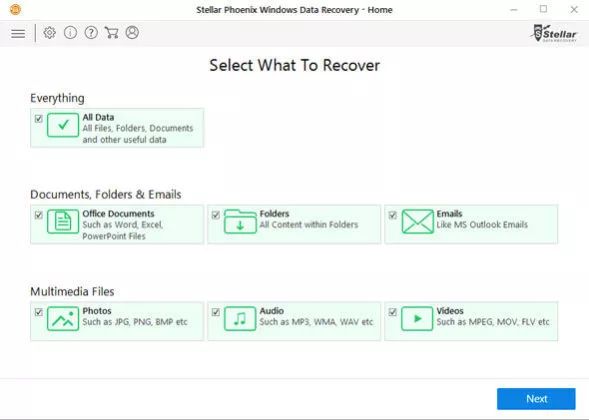 Stellar Phoenix Windows Data Recovery - Home
Stellar
DATA RECOVERY
Select What To Recover
Everything
All Data
All Files, Folders, Documents
and other useful data
Documents, Folders & Emails
Office Documents
Such as Word, Excel,
PowerPoint Files
Folders
All Content within Folders
Emails
Like MS Outlook Emails
Multimedia Files
Photos
Such as JPG, PNG, BMP etc
Audio
Such as MP3, WMA, WAV etc
Videos
Such as MPEG, MOV, FLV etc
Next